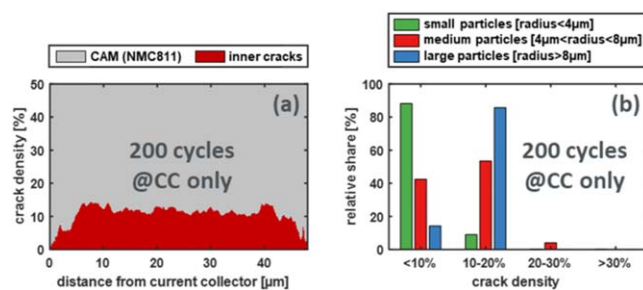 CAM (NMC811) inner cracks
small particles [radius<4µm]
medium particles [4µm<radius<8µm]
large particles [radius>8µm]
crack density [%]
50
40
30
20
10
0
(a)
200 cycles
@CC only
0 10 20 30 40
distance from current collector [µm]
relative share [%]
100
80
60
40
20
0
(b)
200 cycles
@CC only
<10% 10-20% 20-30% >30%
crack density